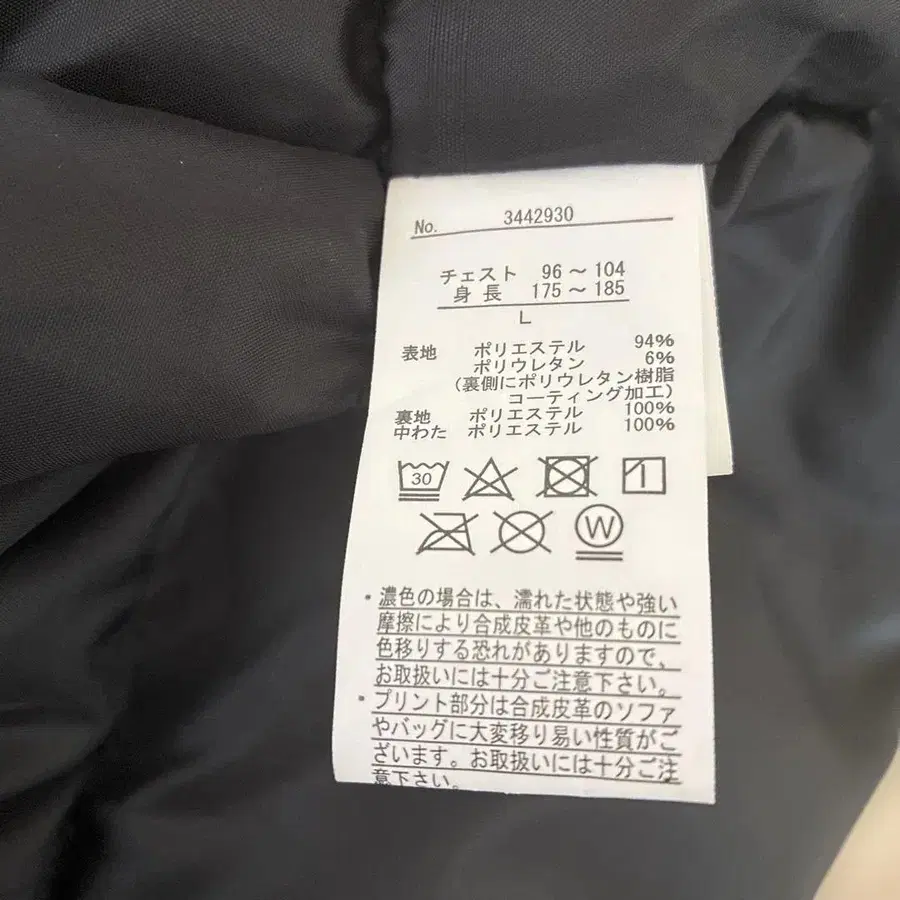 No. 3442930
チェスト 96～104
身長 175～185
L
表地 ポリエステル 94%
ポリウレタン 6%
(裏側にポリウレタン樹脂
コーティング加工)
裏地 ポリエステル 100%
中わた ポリエステル 100%
30
W
・濃色の場合は、濡れた状態や強い
摩擦により合成皮革や他のものに
色移りする恐れがありますので、
お取扱いには十分ご注意下さい。
・プリント部分は合成皮革のソファ
やバッグに大変移り易い性質がご
ざいます。お取扱いには十分ご注
意下さい。